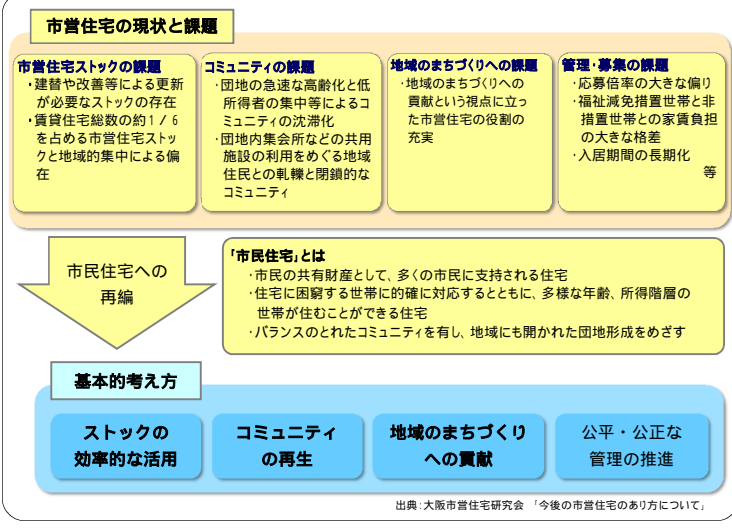 市営住宅の現状と課題
市営住宅ストックの課題
・建替や改善等による更新
が必要なストックの存在
・賃貸住宅総数の約1/6
を占める市営住宅ストッ
クと地域的集中による偏
在
コミュニティの課題
・団地の急速な高齢化と低
所得者の集中等によるコ
ミュニティの沈滞化
・団地内集会所などの共用
施設の利用をめぐる地域
住民との軋轢と閉鎖的な
コミュニティ
地域のまちづくりへの課題
・地域のまちづくりへの
貢献という視点に立っ
た市営住宅の役割の
充実
管理・募集の課題
・応募倍率の大きな偏り
・福祉減免措置世帯と非
措置世帯との家賃負担
の大きな格差
・入居期間の長期化
等
市民住宅への
再編
「市民住宅」とは
・市民の共有財産として、多くの市民に支持される住宅
・住宅に困窮する世帯に的確に対応するとともに、多様な年齢、所得階層の
世帯が住むことができる住宅
・バランスのとれたコミュニティを有し、地域にも開かれた団地形成をめざす
基本的考え方
ストックの
効率的な活用
コミュニティ
の再生
地域のまちづくり
への貢献
公平・公正な
管理の推進
出典：大阪市営住宅研究会 「今後の市営住宅のあり方について」